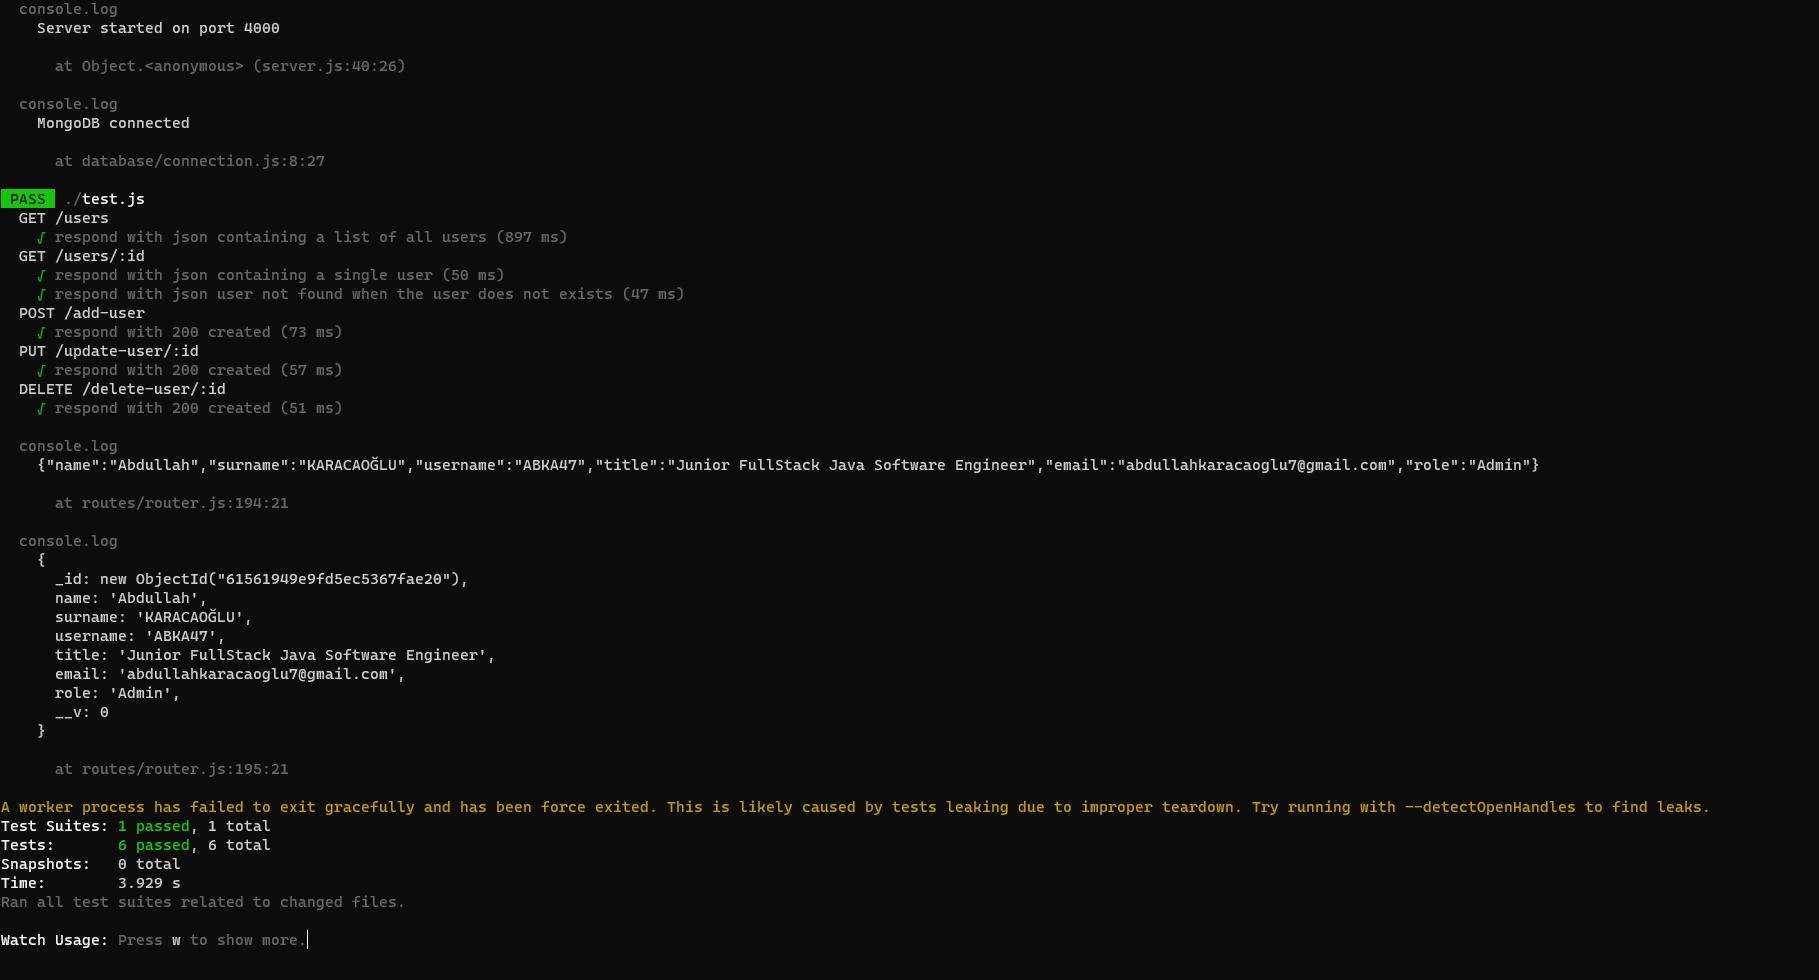 console.log
Server started on port 4000
at Object.<anonymous> (server.js:40:26)
console.log
MongoDB connected
at database/connection.js:8:27
PASS ./test.js
GET /users
√ respond with json containing a list of all users (897 ms)
GET /users/:id
√ respond with json containing a single user (50 ms)
√ respond with json user not found when the user does not exists (47 ms)
POST /add-user
√ respond with 200 created (73 ms)
PUT /update-user/:id
√ respond with 200 created (57 ms)
DELETE /delete-user/:id
√ respond with 200 created (51 ms)
console.log
{"name":"Abdullah","surname":"KARACAOĞLU","username":"ABKA47","title":"Junior FullStack Java Software Engineer","email":"abdullahkaracaoglu7@gmail.com","role":"Admin"}
at routes/router.js:194:21
console.log
{
_id: new ObjectId("61561949e9fd5ec5367fae20"),
name: 'Abdullah',
surname: 'KARACAOĞLU',
username: 'ABKA47',
title: 'Junior FullStack Java Software Engineer',
email: 'abdullahkaracaoglu7@gmail.com',
role: 'Admin',
__v: 0
}
at routes/router.js:195:21
A worker process has failed to exit gracefully and has been force exited. This is likely caused by tests leaking due to improper teardown. Try running with --detectOpenHandles to find leaks.
Test Suites: 1 passed, 1 total
Tests: 6 passed, 6 total
Snapshots: 0 total
Time: 3.929 s
Ran all test suites related to changed files.
Watch Usage: Press w to show more.